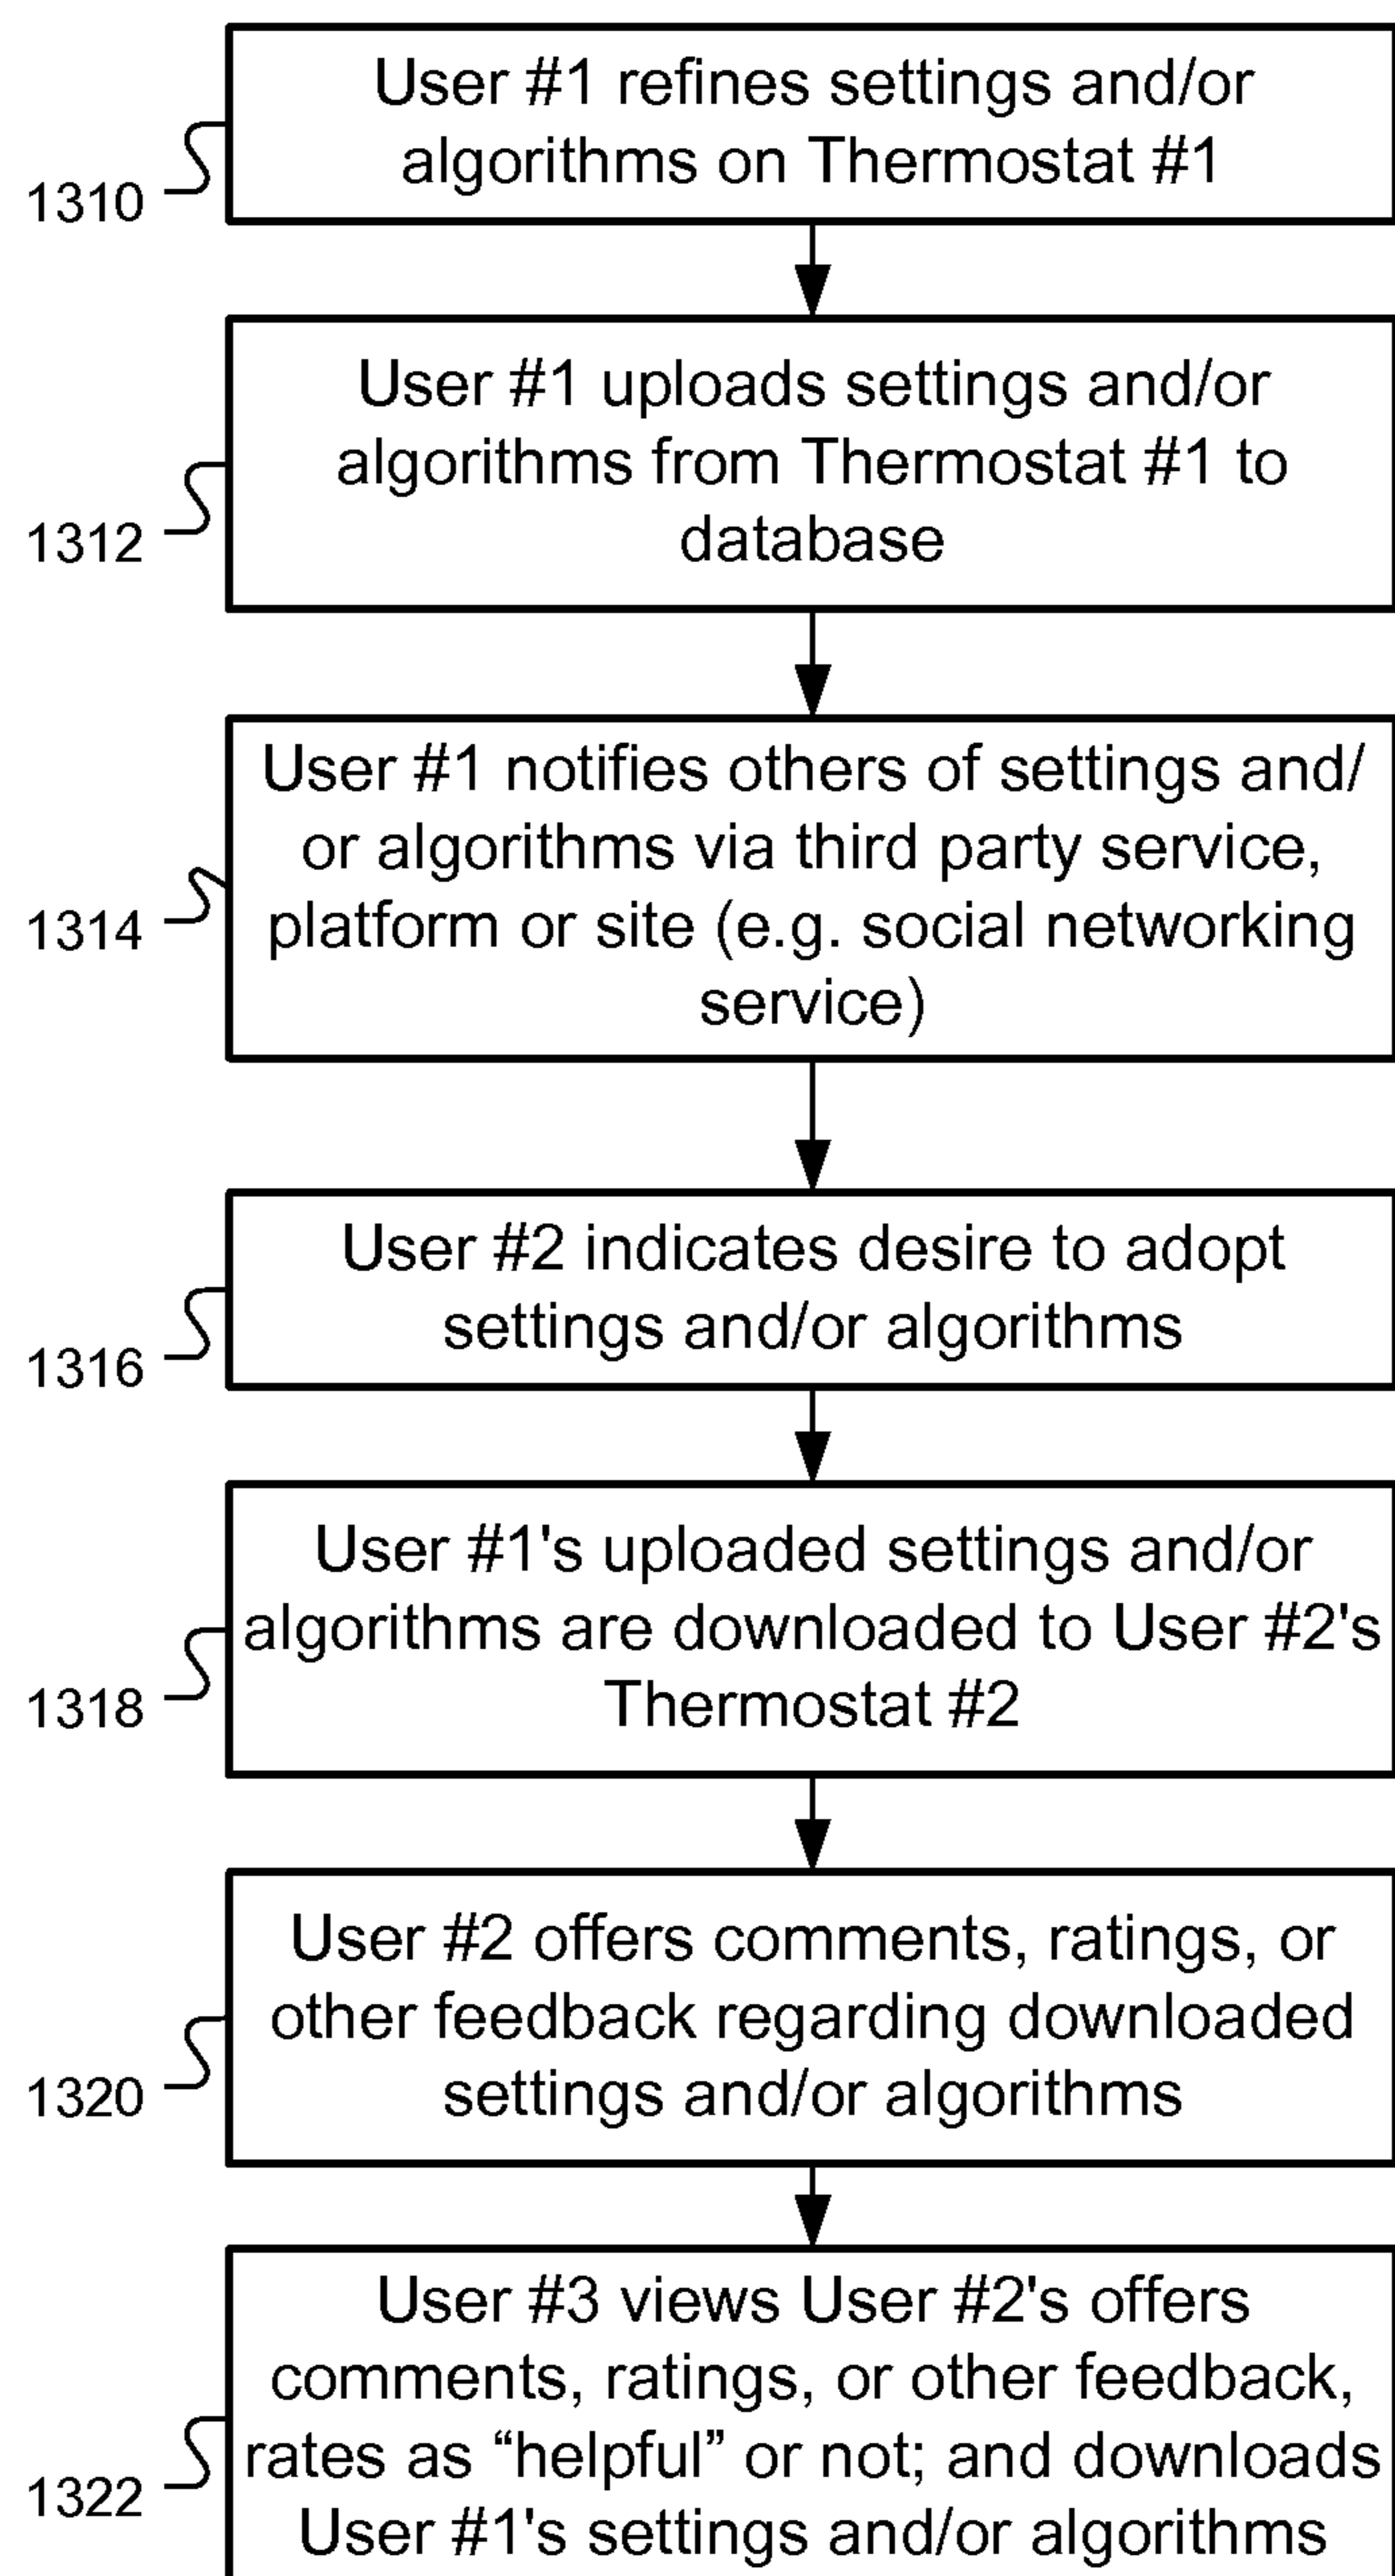 User #1 refines settings and/or
algorithms on Thermostat #1
1310
User #1 uploads settings and/or
algorithms from Thermostat #1 to
database
1312
User #1 notifies others of settings and/
or algorithms via third party service,
platform or site (e.g. social networking
service)
1314
User #2 indicates desire to adopt
settings and/or algorithms
1316
User #1's uploaded settings and/or
algorithms are downloaded to User #2's
Thermostat #2
1318
User #2 offers comments, ratings, or
other feedback regarding downloaded
settings and/or algorithms
1320
User #3 views User #2's offers
comments, ratings, or other feedback,
rates as “helpful” or not; and downloads
User #1's settings and/or algorithms
1322